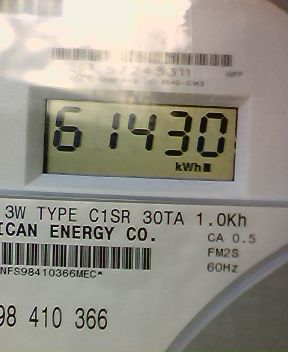 61430
kWh
3W TYPE C1SR 30TA 1.0Kh
ICAN ENERGY CO.
CA 0.5
FM2S
60Hz
NFS98410366MEC*
98 410 366